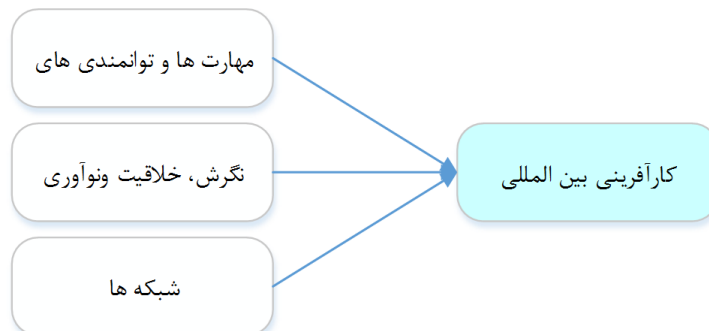 مهارت ها و توانمندی های
نگرش، خلاقیت ونوآوری
شبکه ها
کارآفرینی بین المللی